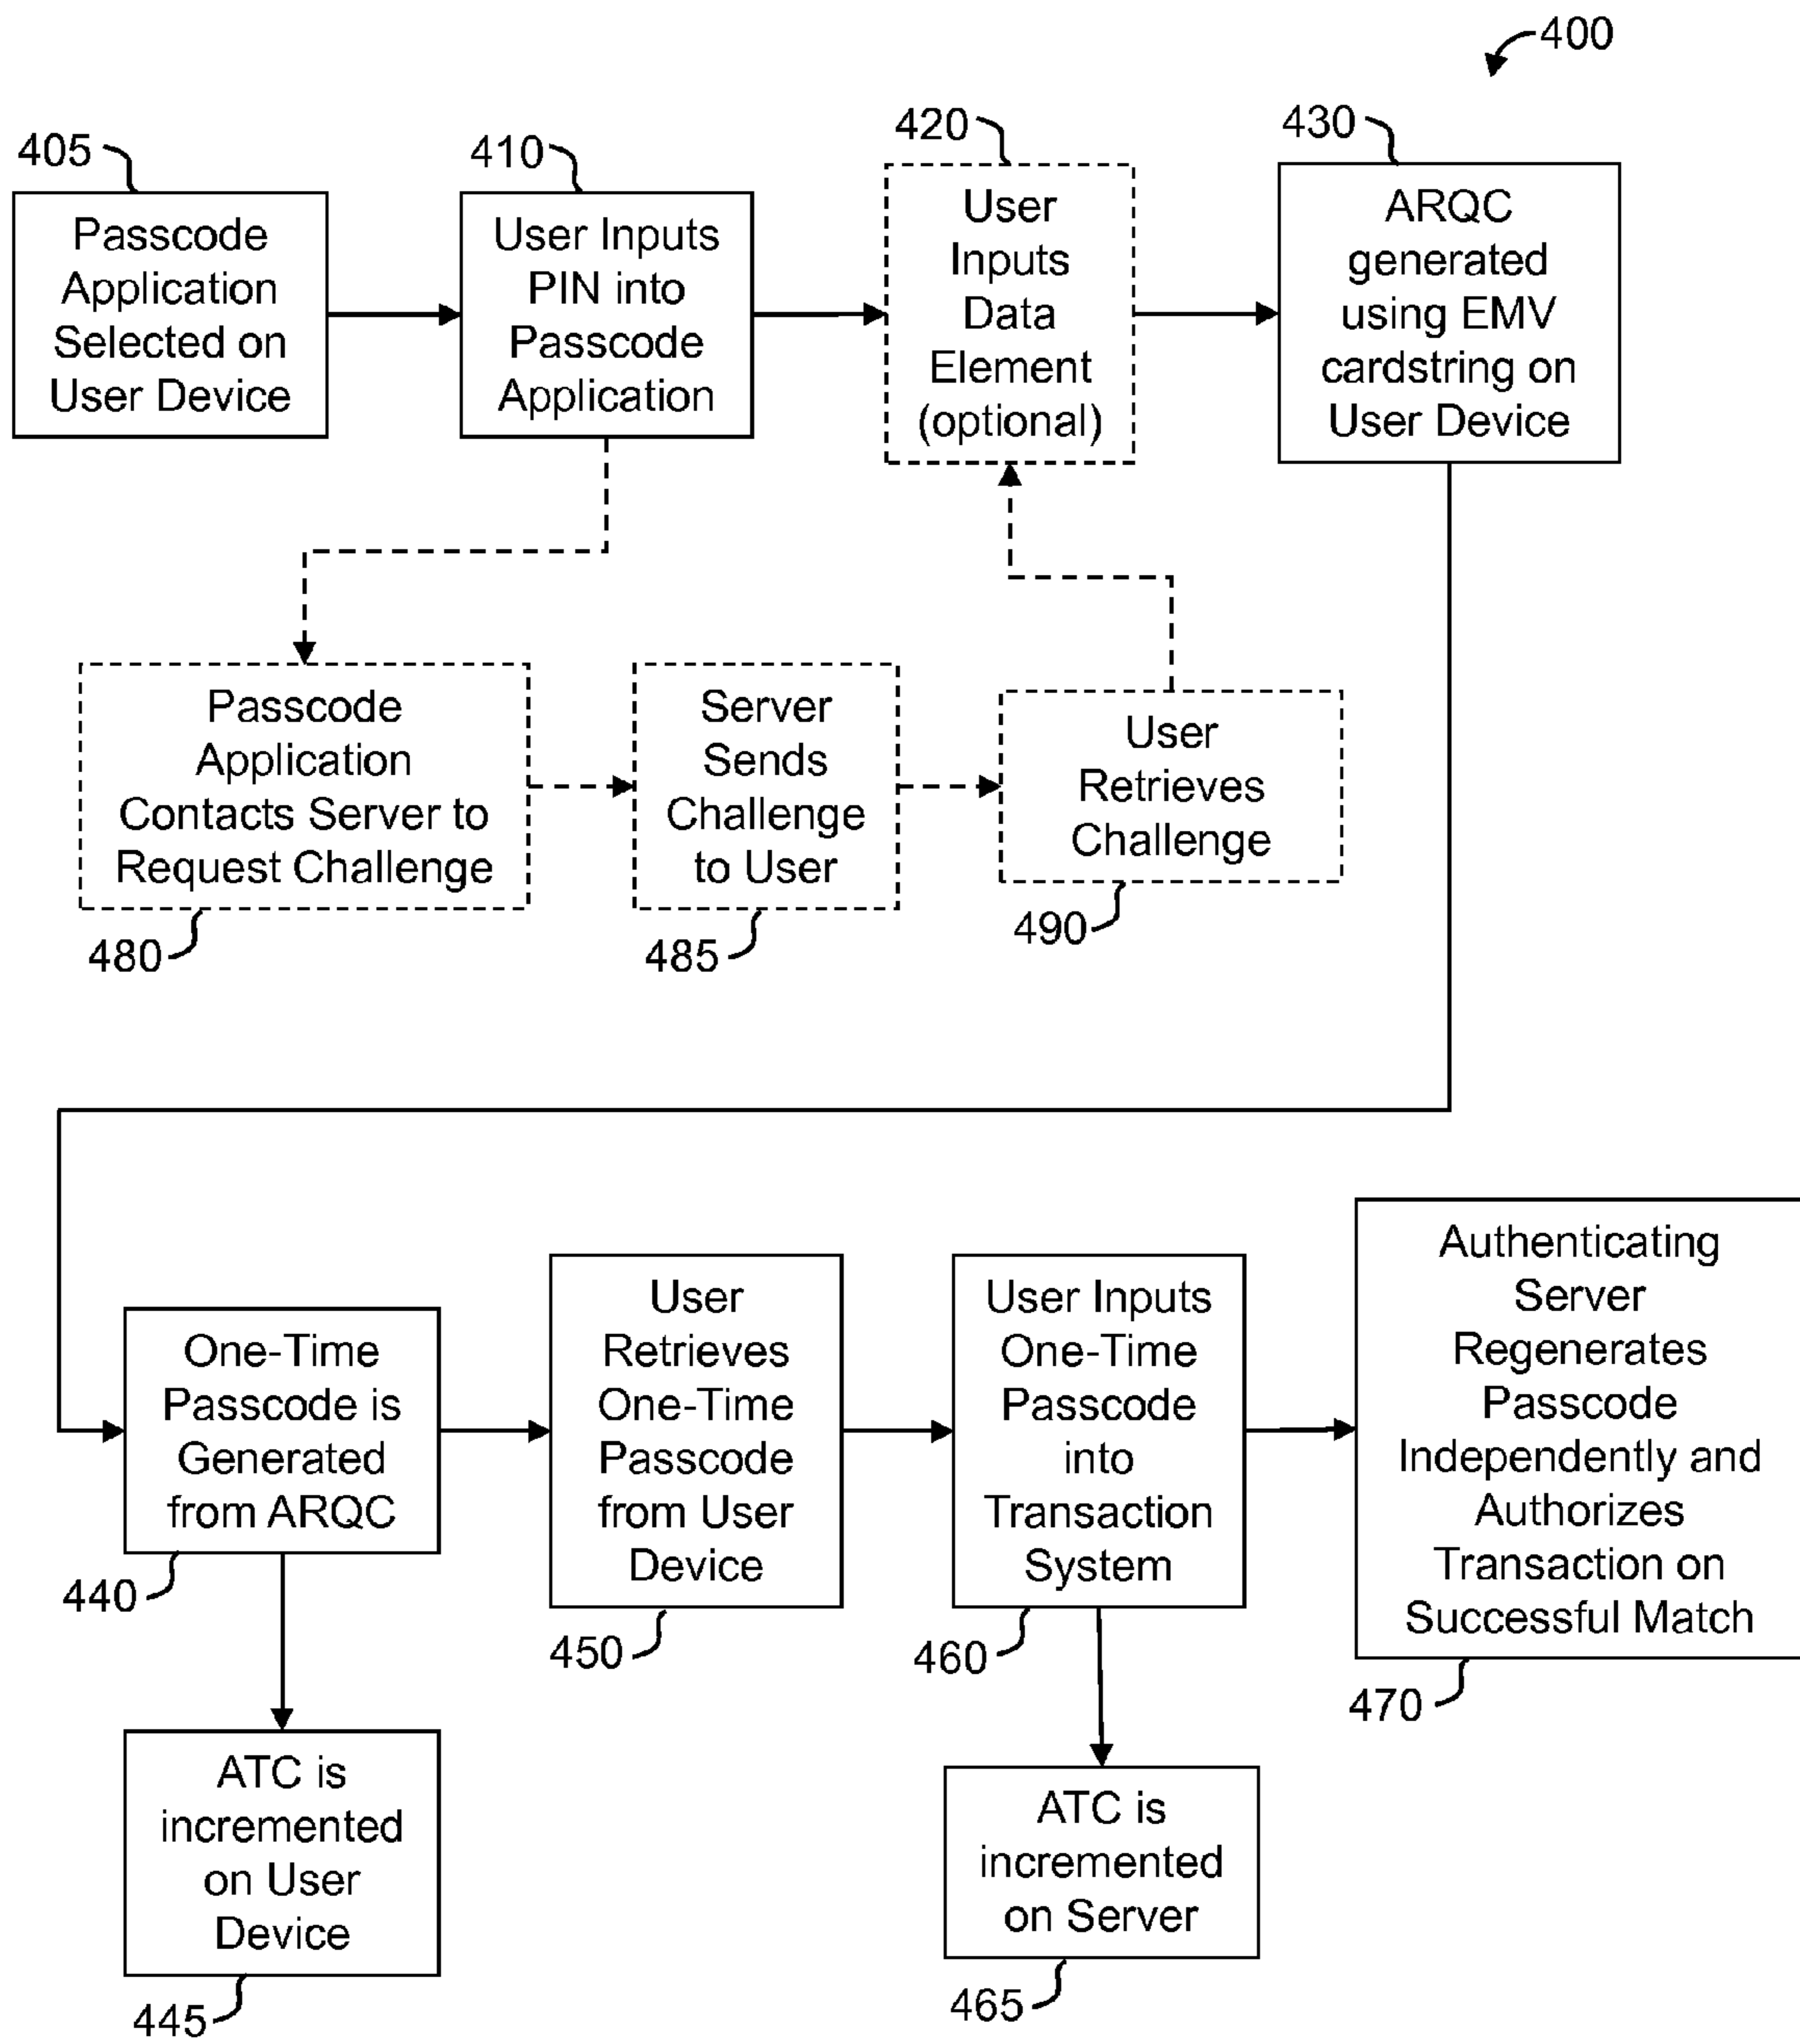 400
405
Passcode
Application
Selected on
User Device
410
User Inputs
PIN into
Passcode
Application
420
User
Inputs
Data
Element
(optional)
430
ARQC
generated
using EMV
cardstring on
User Device
Passcode
Application
Contacts Server to
Request Challenge
480
Server
Sends
Challenge
to User
485
User
Retrieves
Challenge
490
One-Time
Passcode is
Generated
from ARQC
440
User
Retrieves
One-Time
Passcode
from User
Device
450
User Inputs
One-Time
Passcode
into
Transaction
System
460
Authenticating
Server
Regenerates
Passcode
Independently and
Authorizes
Transaction on
Successful Match
470
ATC is
incremented
on User
Device
445
ATC is
incremented
on Server
465